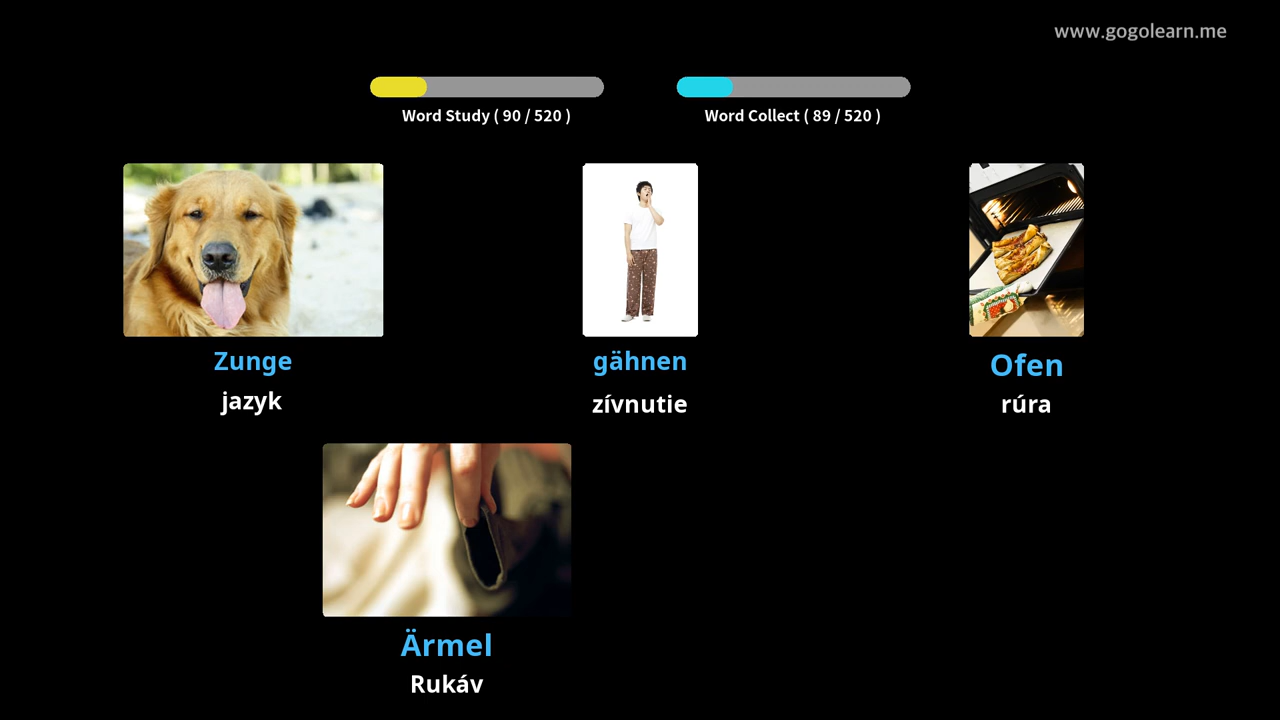 www.gogolearn.me
Word Study ( 90 / 520 )
Word Collect ( 89 / 520 )
Zunge
jazyk
gähnen
zívnutie
Ofen
rúra
Ärmel
Rukáv